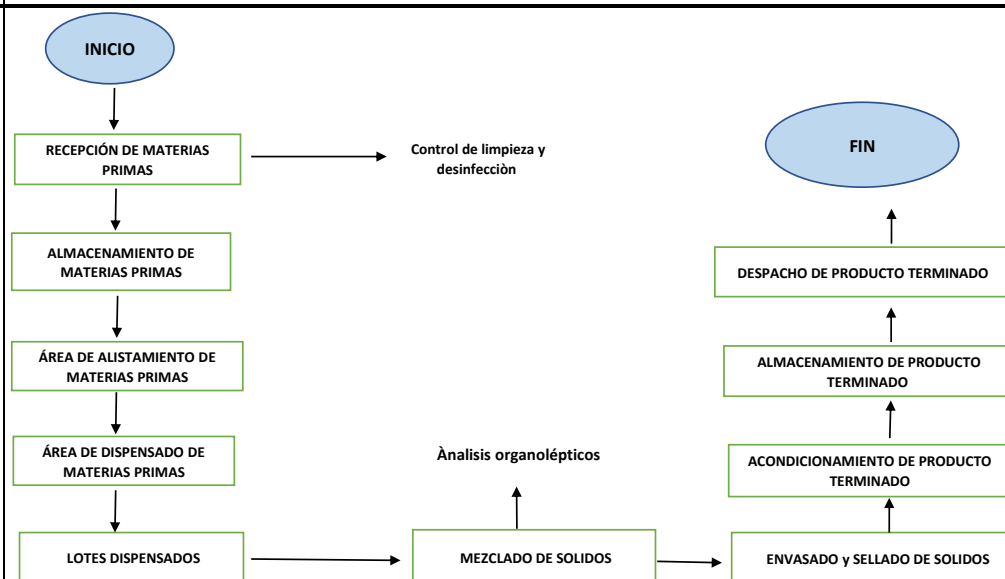 INICIO
RECEPCIÓN DE MATERIAS
PRIMAS
Control de limpieza y
desinfecciòn
ALMACENAMIENTO DE
MATERIAS PRIMAS
ÁREA DE ALISTAMIENTO DE
MATERIAS PRIMAS
ÁREA DE DISPENSADO DE
MATERIAS PRIMAS
LOTES DISPENSADOS
Ànalisis organolépticos
MEZCLADO DE SOLIDOS
ENVASADO y SELLADO DE SOLIDOS
ACONDICIONAMIENTO DE PRODUCTO
TERMINADO
ALMACENAMIENTO DE PRODUCTO
TERMINADO
DESPACHO DE PRODUCTO TERMINADO
FIN